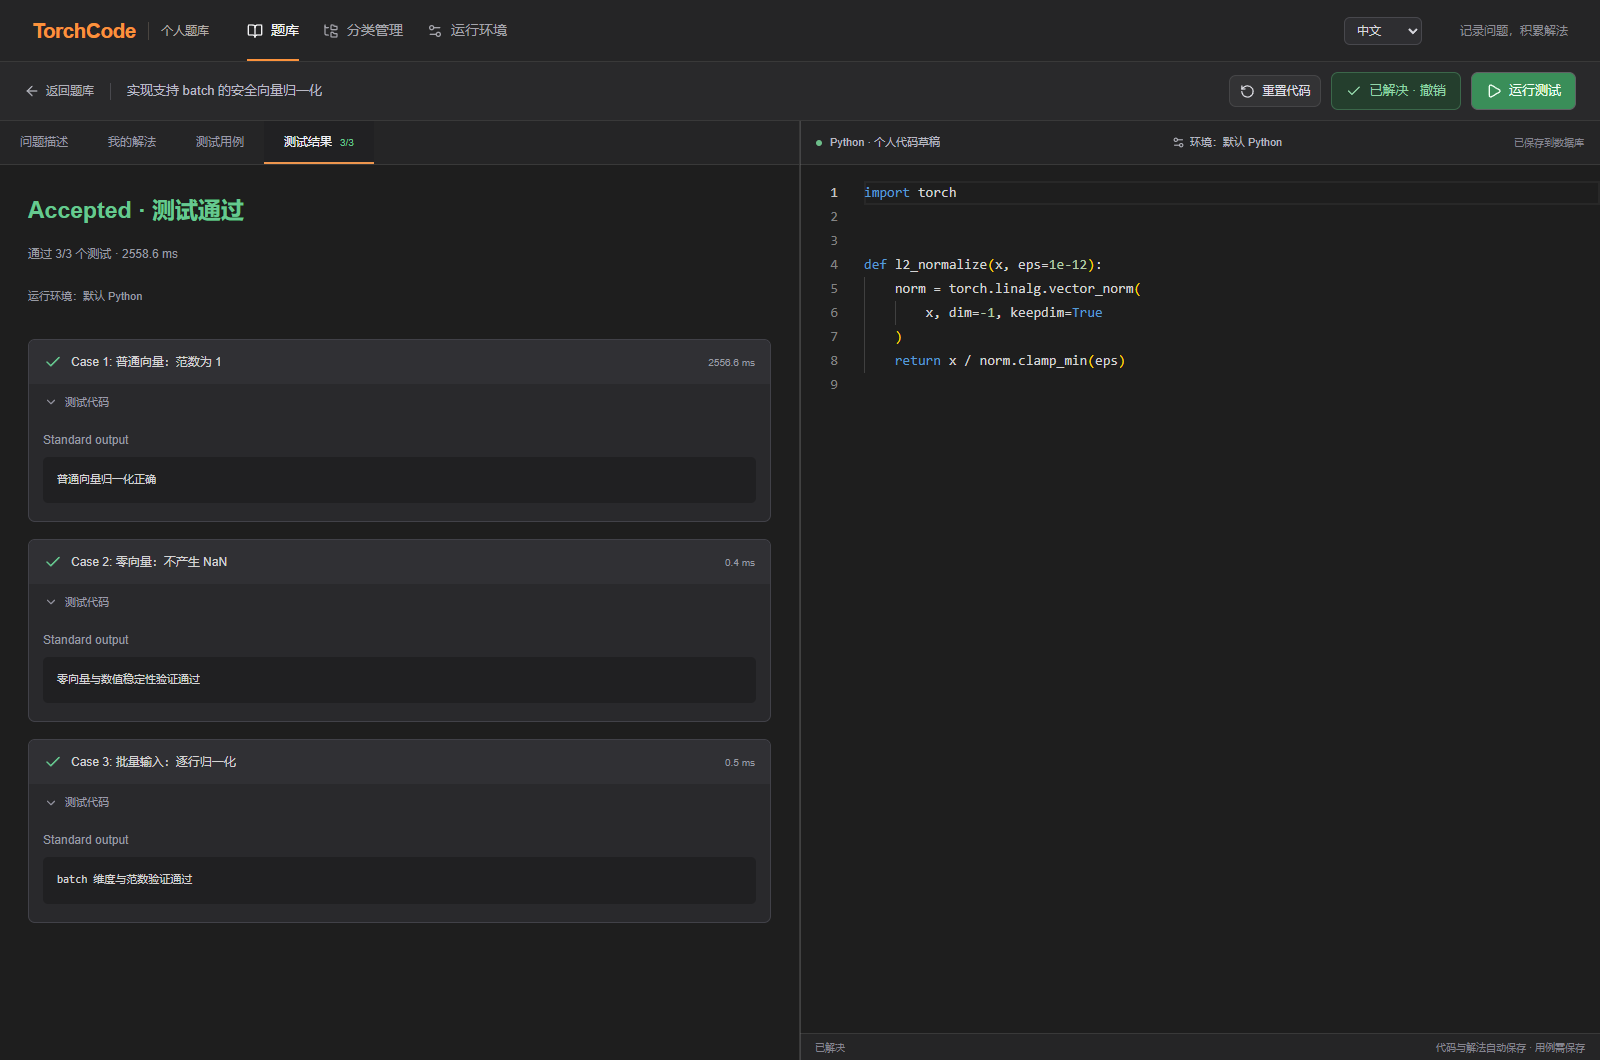 TorchCode 个人题库 题库 分类管理 运行环境 中文 记录问题，积累解法
返回题库 实现支持 batch 的安全向量归一化 重置代码 已解决 · 撤销 运行测试
问题描述 我的解法 测试用例 测试结果 3/3
Accepted · 测试通过
通过 3/3 个测试 · 2558.6 ms
运行环境：默认 Python
Case 1: 普通向量：范数为 1 2556.6 ms
测试代码
Standard output
普通向量归一化正确
Case 2: 零向量：不产生 NaN 0.4 ms
测试代码
Standard output
零向量与数值稳定性验证通过
Case 3: 批量输入：逐行归一化 0.5 ms
测试代码
Standard output
batch 维度与范数验证通过
Python · 个人代码草稿 环境：默认 Python 已保存到数据库
1 import torch
2
3
4 def l2_normalize(x, eps=1e-12):
5     norm = torch.linalg.vector_norm(
6         x, dim=-1, keepdim=True
7     )
8     return x / norm.clamp_min(eps)
9
已解决 代码与解法自动保存 · 用例需保存